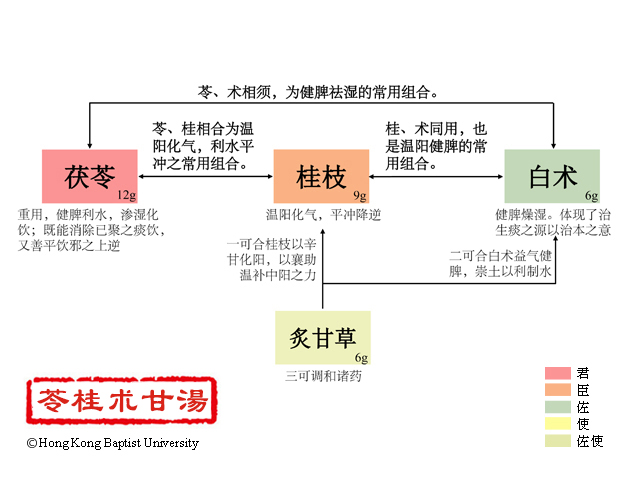 苓、术相须，为健脾祛湿的常用组合。
苓、桂相合为温
阳化气，利水平
冲之常用组合。
桂、术同用，也
是温阳健脾的常
用组合。
茯苓
12g
桂枝
9g
白术
6g
重用，健脾利水，渗湿化
饮；既能消除已聚之痰饮，
又善平饮邪之上逆
温阳化气，平冲降逆
健脾燥湿。体现了治
生痰之源以治本之意
一可合桂枝以辛
甘化阳，以襄助
温补中阳之力
二可合白术益气健
脾，崇土以利制水
炙甘草
6g
三可调和诸药
君
臣
佐
使
佐使
苓桂术甘湯
©Hong Kong Baptist University